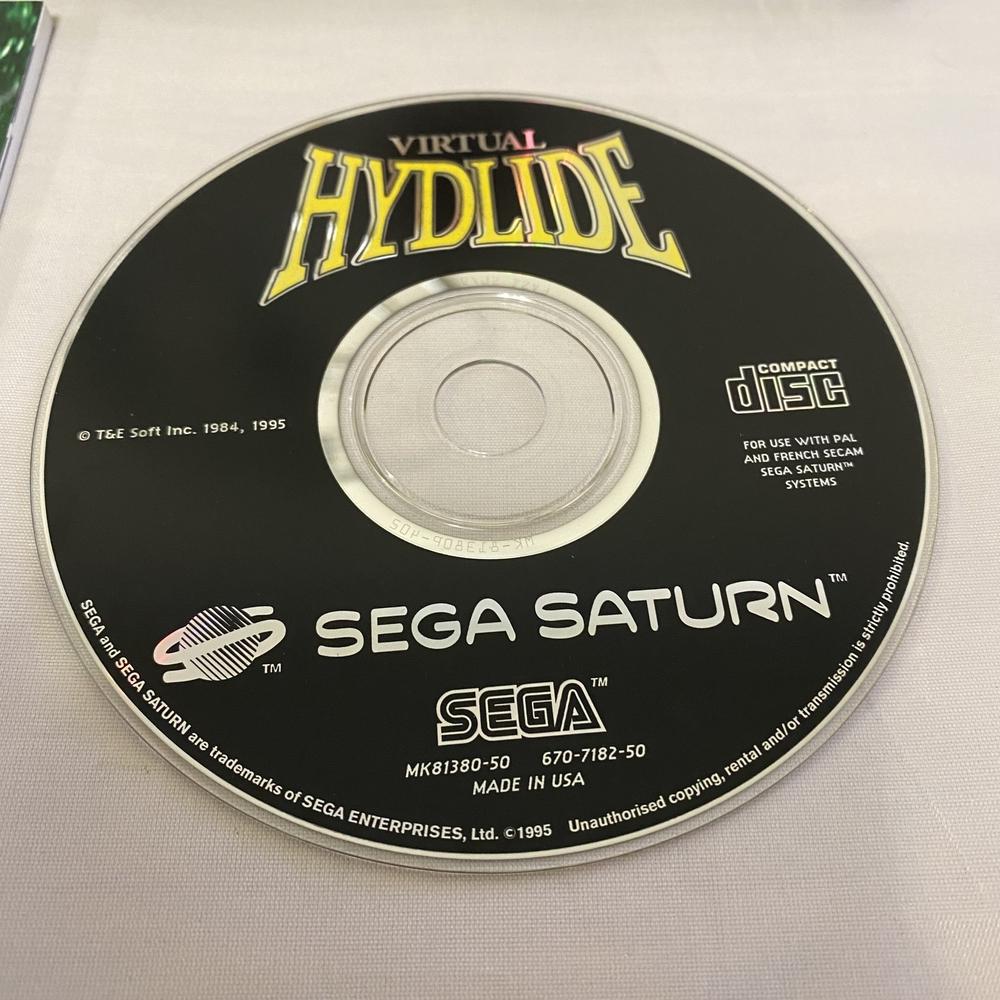 VIRTUAL
HYDLIDE
© T&E Soft Inc. 1984, 1995
COMPACT
disc
FOR USE WITH PAL
AND FRENCH SECAM
SEGA SATURN™
SYSTEMS
SEGA SATURN™
TM
SEGA™
MK81380-50 670-7182-50
MADE IN USA
SEGA and SEGA SATURN are trademarks of SEGA ENTERPRISES, Ltd. ©1995 Unauthorised copying, rental and/or transmission is strictly prohibited.